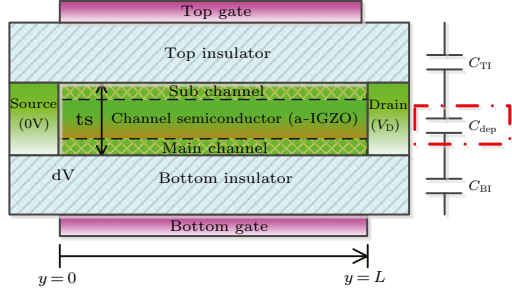 Top gate
Top insulator
Sub channel
Source
(0V)
ts
Channel semiconductor (a-IGZO)
Drain
(V_D)
Main channel
dV
Bottom insulator
Bottom gate
y=0
y=L
C_TI
C_dep
C_BI